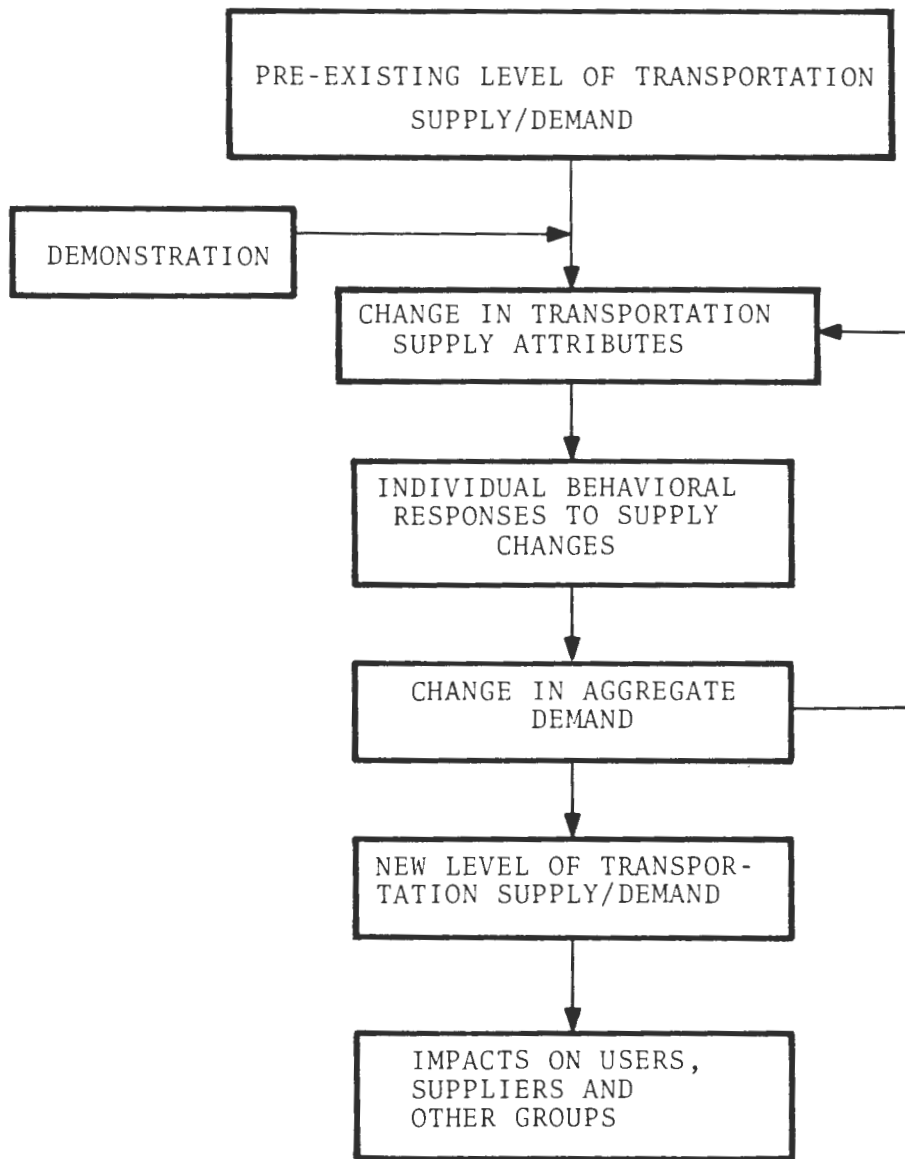 PRE-EXISTING LEVEL OF TRANSPORTATION
SUPPLY/DEMAND
DEMONSTRATION
CHANGE IN TRANSPORTATION
SUPPLY ATTRIBUTES
INDIVIDUAL BEHAVIORAL
RESPONSES TO SUPPLY
CHANGES
CHANGE IN AGGREGATE
DEMAND
NEW LEVEL OF TRANSPOR-
TATION SUPPLY/DEMAND
IMPACTS ON USERS,
SUPPLIERS AND
OTHER GROUPS